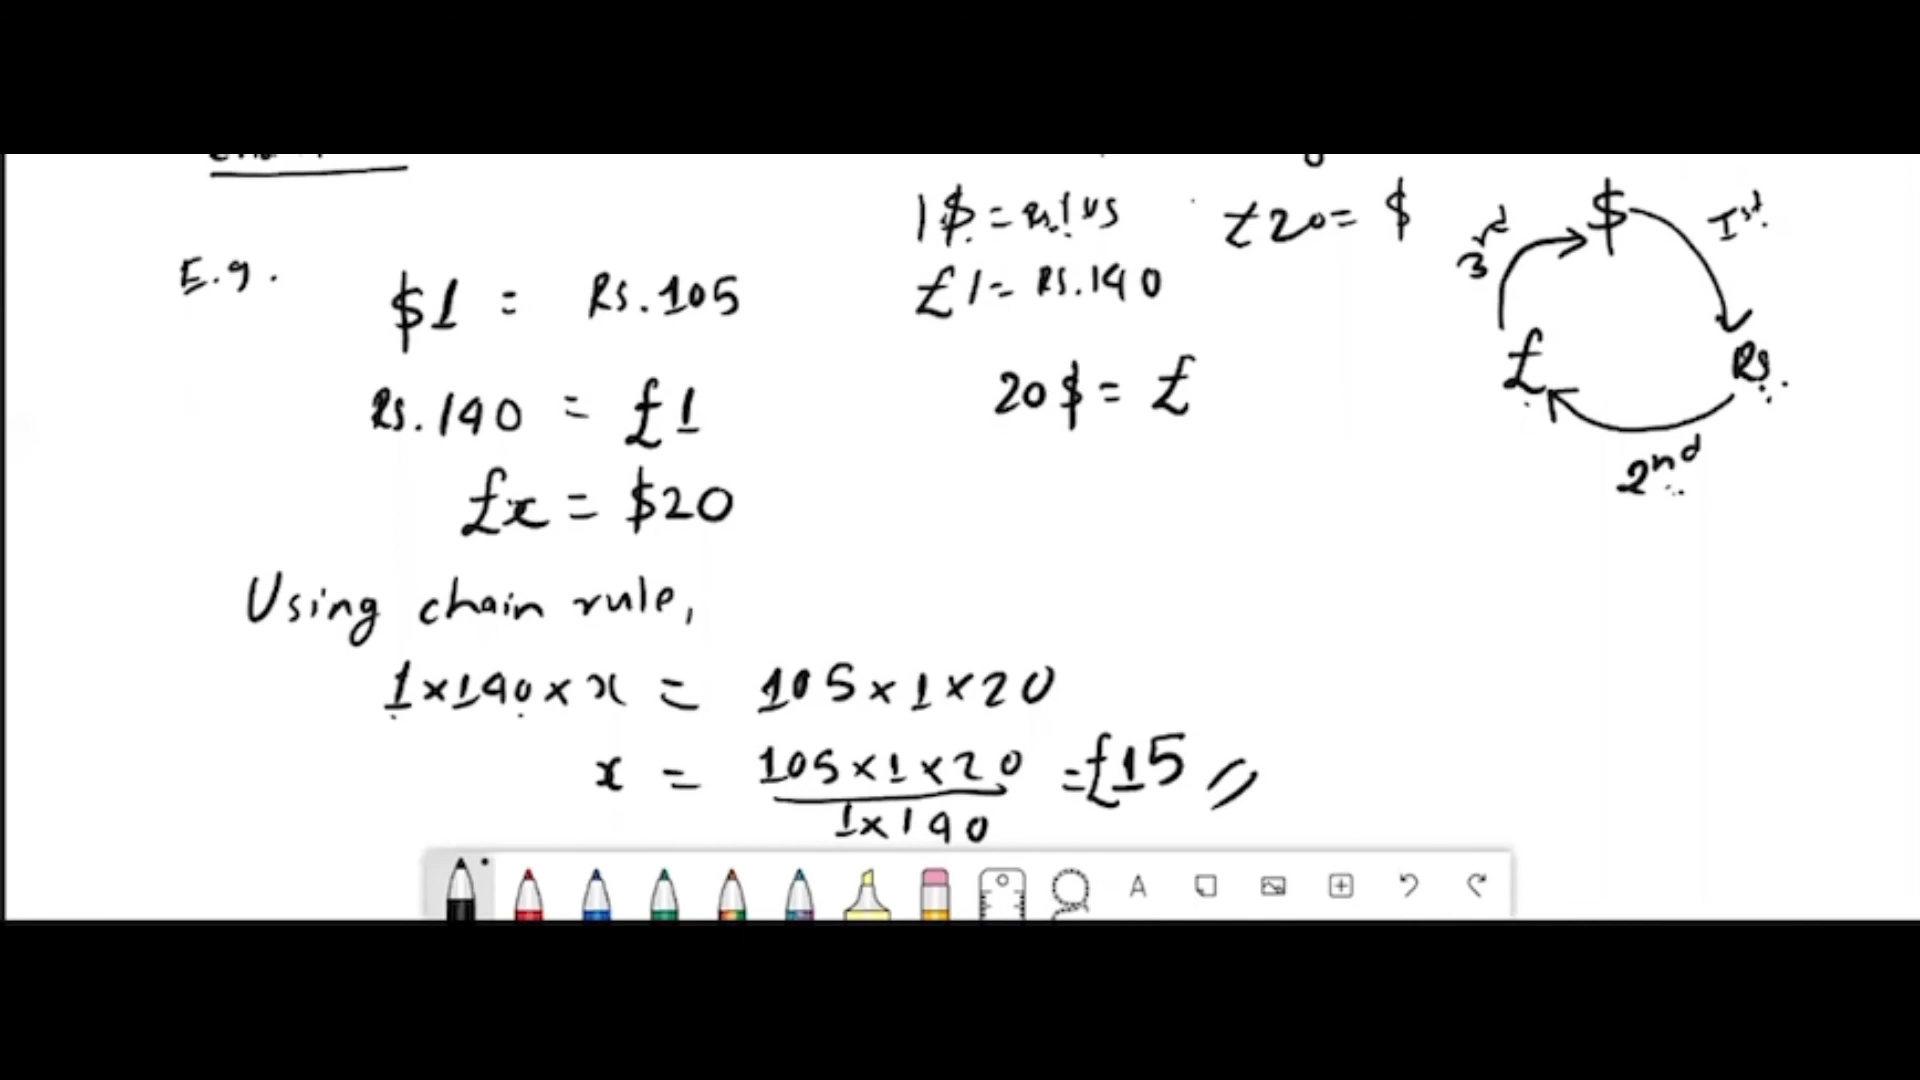 1$ = Rs.105
£20 = $
$
1st
3rd
E.g.
$1 = Rs.105
£1 = Rs.140
£
Rs.
Rs.140 = £1
20$ = £
2nd
£x = $20
Using chain rule,
1×140×x = 105×1×20
x = 105×1×20 = £15
1×140
A